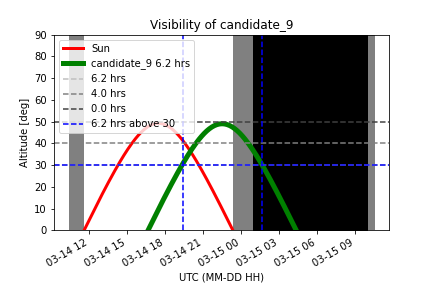 Visibility of candidate_9
Altitude [deg]
90
80
70
60
50
40
30
20
10
0
Sun
candidate_9 6.2 hrs
6.2 hrs
4.0 hrs
0.0 hrs
6.2 hrs above 30
03-14 12
03-14 15
03-14 18
03-14 21
03-15 00
03-15 03
03-15 06
03-15 09
UTC (MM-DD HH)